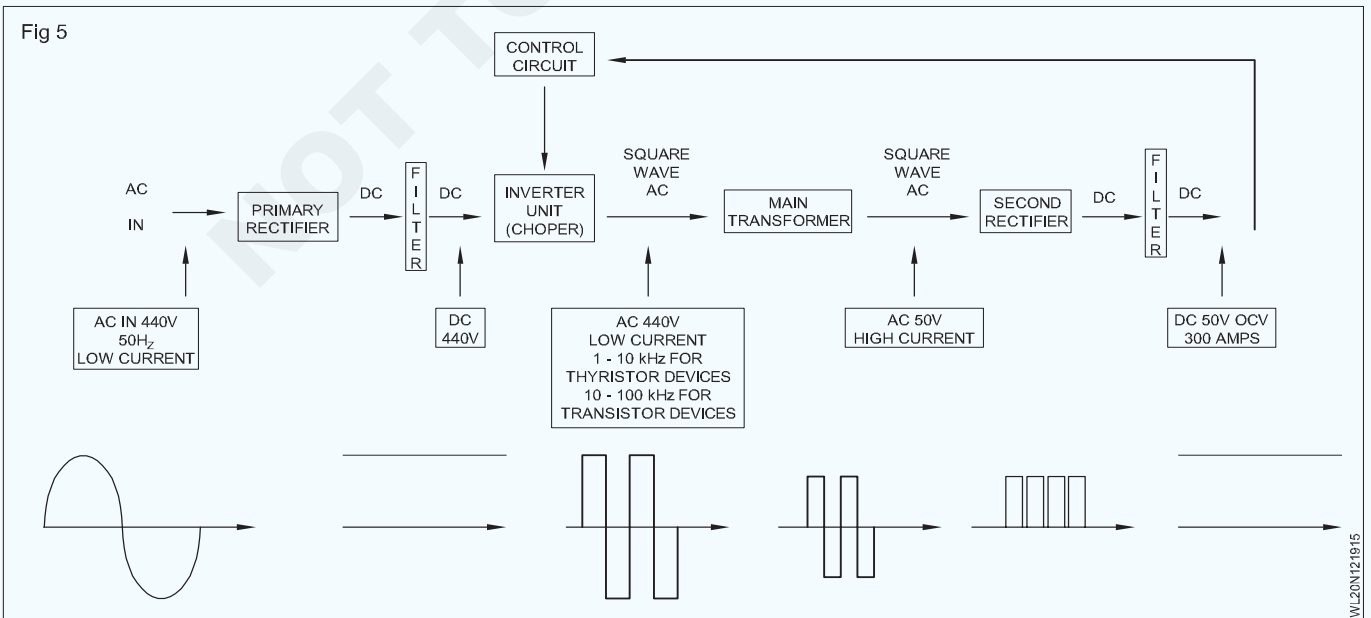 Fig 5
CONTROL
CIRCUIT
AC
IN
PRIMARY
RECTIFIER
DC
FILTER
DC
INVERTER
UNIT
(CHOPER)
SQUARE
WAVE
AC
MAIN
TRANSFORMER
SQUARE
WAVE
AC
SECOND
RECTIFIER
DC
FILTER
DC
AC IN 440V
50Hz
LOW CURRENT
DC
440V
AC 440V
LOW CURRENT
1 - 10 kHz FOR
THYRISTOR DEVICES
10 - 100 kHz FOR
TRANSISTOR DEVICES
AC 50V
HIGH CURRENT
DC 50V OCV
300 AMPS
WL20N121915
NOT TO